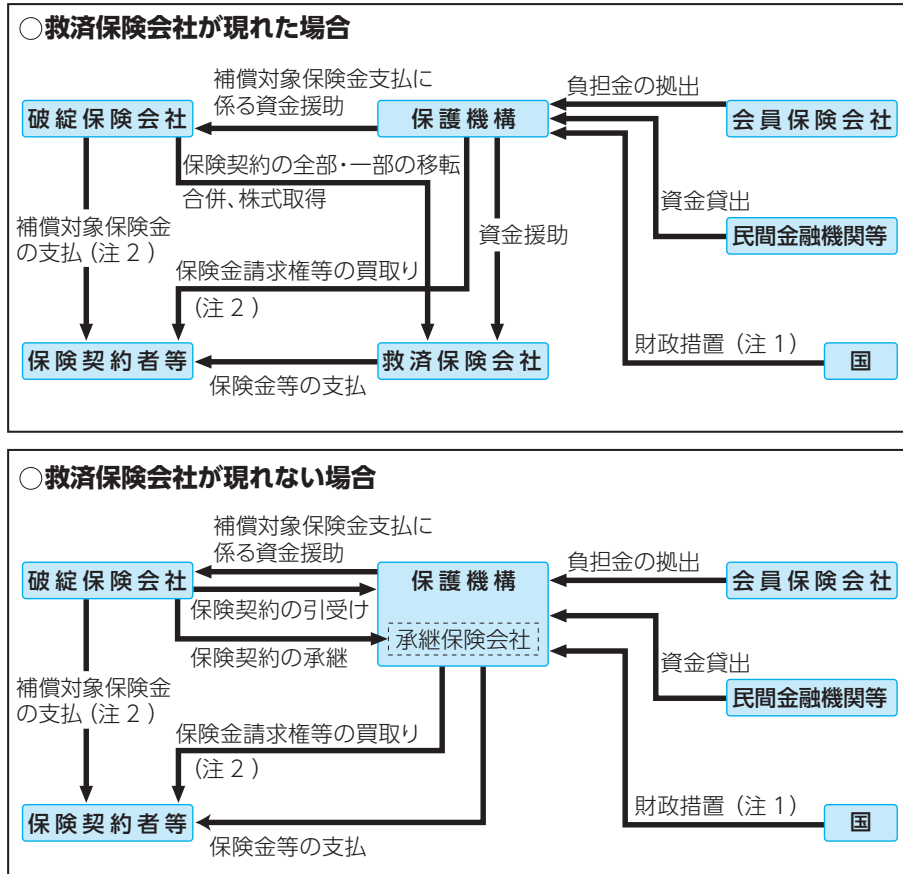 ○救済保険会社が現れた場合
補償対象保険金支払に
係る資金援助
負担金の拠出
破綻保険会社
保護機構
会員保険会社
保険契約の全部・一部の移転
合併、株式取得
資金貸出
補償対象保険金
の支払（注2）
資金援助
民間金融機関等
保険金請求権等の買取り
（注2）
財政措置（注1）
保険契約者等
救済保険会社
国
保険金等の支払
○救済保険会社が現れない場合
補償対象保険金支払に
係る資金援助
負担金の拠出
破綻保険会社
保護機構
会員保険会社
保険契約の引受け
承継保険会社
保険契約の承継
資金貸出
補償対象保険金
の支払（注2）
民間金融機関等
保険金請求権等の買取り
（注2）
財政措置（注1）
保険契約者等
国
保険金等の支払